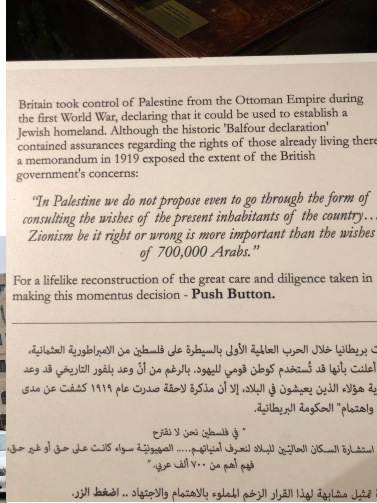 Britain took control of Palestine from the Ottoman Empire during
the first World War, declaring that it could be used to establish a
Jewish homeland. Although the historic 'Balfour declaration'
contained assurances regarding the rights of those already living there
a memorandum in 1919 exposed the extent of the British
government's concerns:
"In Palestine we do not propose even to go through the form of
consulting the wishes of the present inhabitants of the country…
Zionism be it right or wrong is more important than the wishes
of 700,000 Arabs."
For a lifelike reconstruction of the great care and diligence taken in
making this momentus decision - Push Button.
بريطانيا خلال الحرب العالمية الأولى بالسيطرة على فلسطين من الامبراطورية العثمانية،
أعلنت بأنها قد تُستخدم كوطن قومي لليهود. بالرغم من أنّ وعد بلفور التاريخي قد وعد
هؤلاء الذين يعيشون في البلاد، إلا أن مذكرة لاحقة صدرت عام ١٩١٩ كشفت عن مدى
واهتمام" الحكومة البريطانية.
" في فلسطين نحن لا نقترح
استشارة السكان الحاليّين للبلاد لنعرف أمنياتهم..... الصهيونيّة سواء كانت على حق أو غير حق،
فهم أهم من ٧٠٠ ألف عربي. "
تمثيل مشابهة لهذا القرار الزخم المملوء بالاهتمام والاجتهاد .. اضغط الزر.